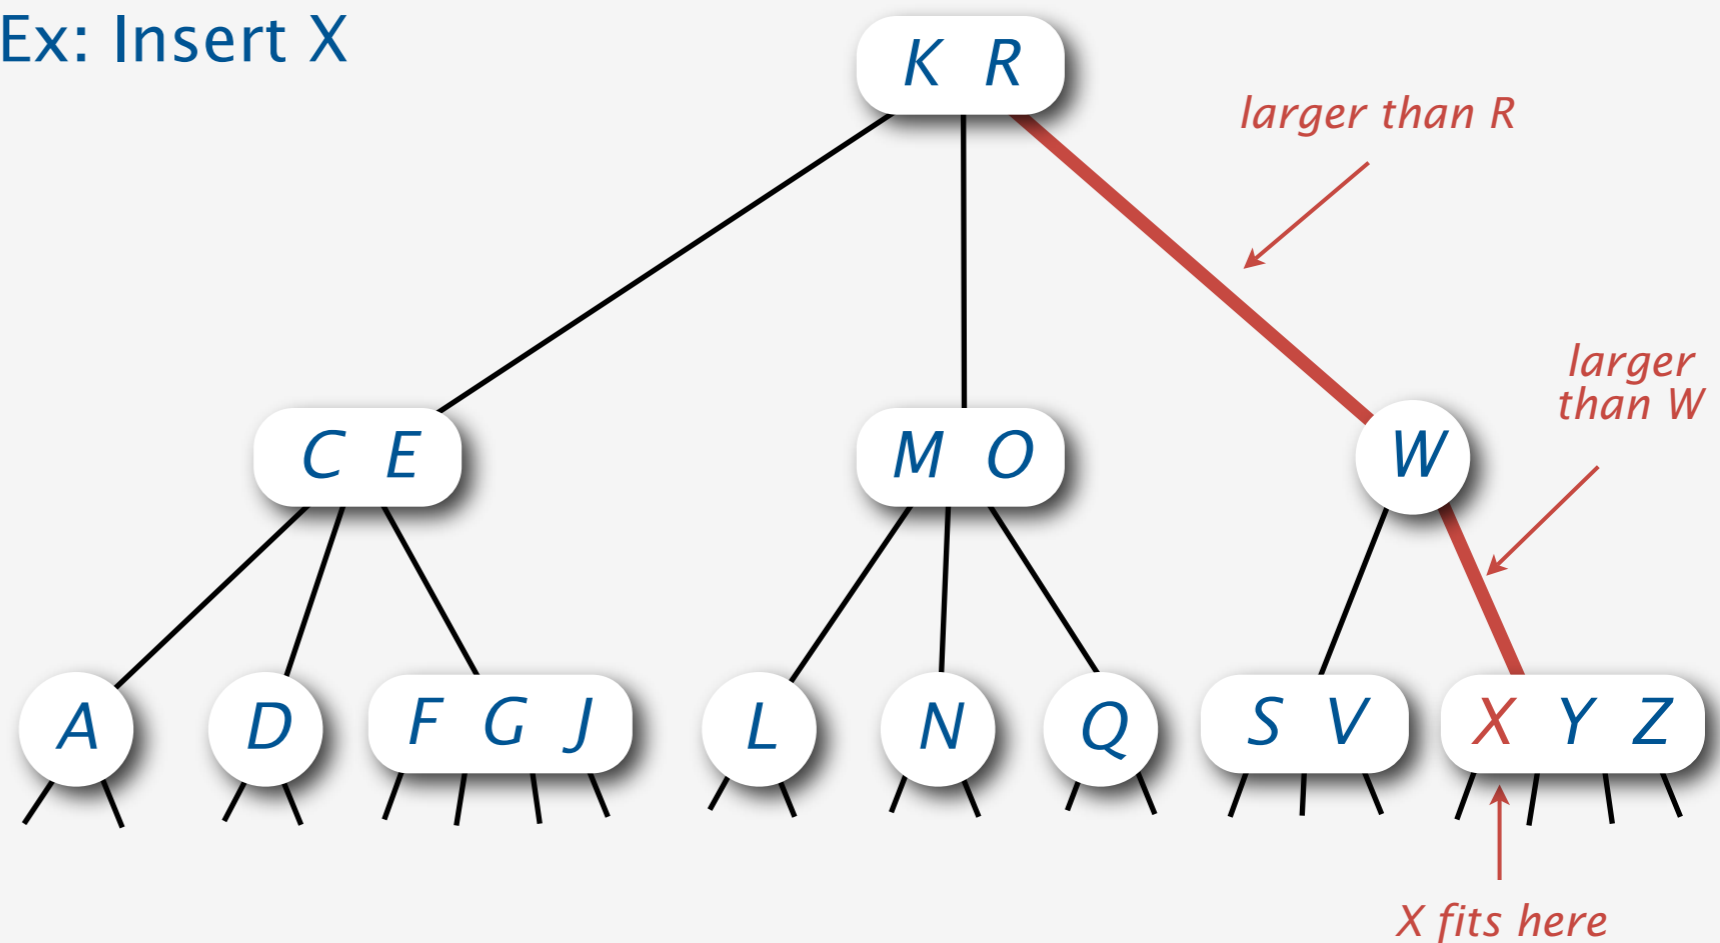 Ex: Insert X
K R
larger than R
larger
than W
C E
M O
W
A
D
F G J
L
N
Q
S V
X Y Z
X fits here